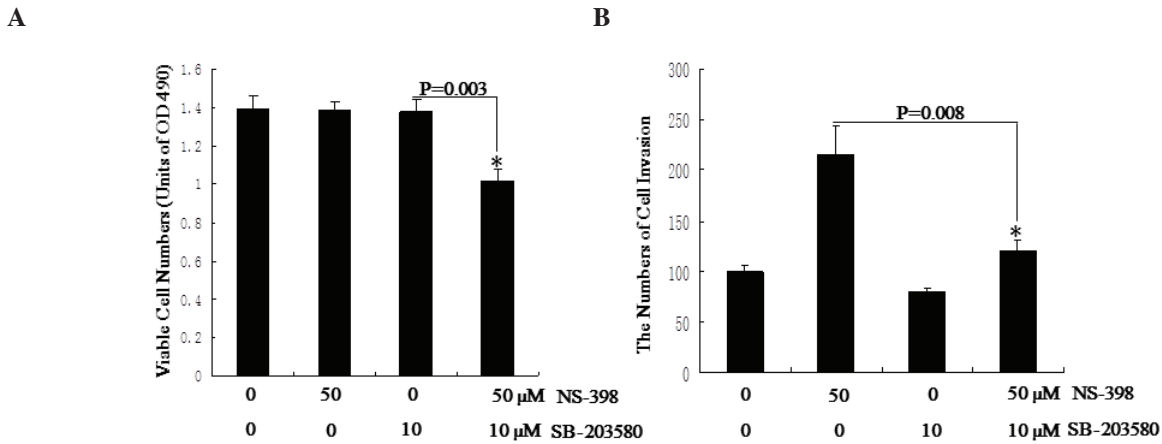 A
B
Viable Cell Numbers (Units of OD 490)
1.6
1.4
1.2
1
0.8
0.6
0.4
0.2
0
P=0.003
*
0 50 0 50 µM NS-398
0 0 10 10 µM SB-203580
The Numbers of Cell Invasion
300
250
200
150
100
50
0
P=0.008
*
0 50 0 50 µM NS-398
0 0 10 10 µM SB-203580